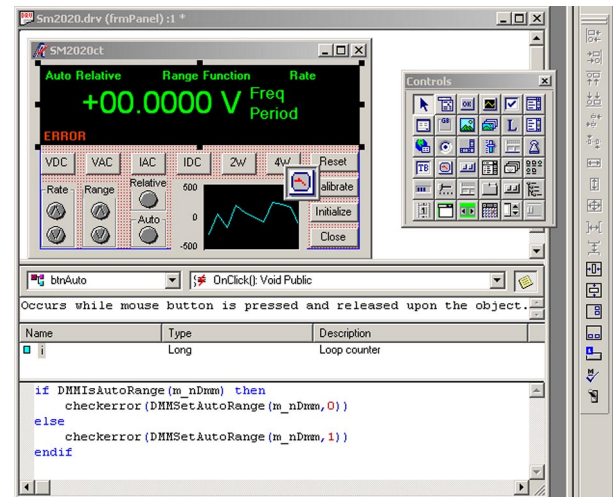 Sm2020.drv (frmPanel) :1 *
SM2020ct
Auto Relative Range Function Rate
+00.0000 V Freq
Period
ERROR
VDC VAC IAC IDC 2W 4W Reset
Rate Range Relative 500 alibrate
0 Initialize
Auto
-500 Close
Controls
OK
GB
L
TB
btnAuto OnClick(): Void Public
Occurs while mouse button is pressed and released upon the object.
Name Type Description
i Long Loop counter
if DMMIsAutoRange(m_nDmm) then
checkerror(DMMSetAutoRange(m_nDmm,0))
else
checkerror(DMMSetAutoRange(m_nDmm,1))
endif